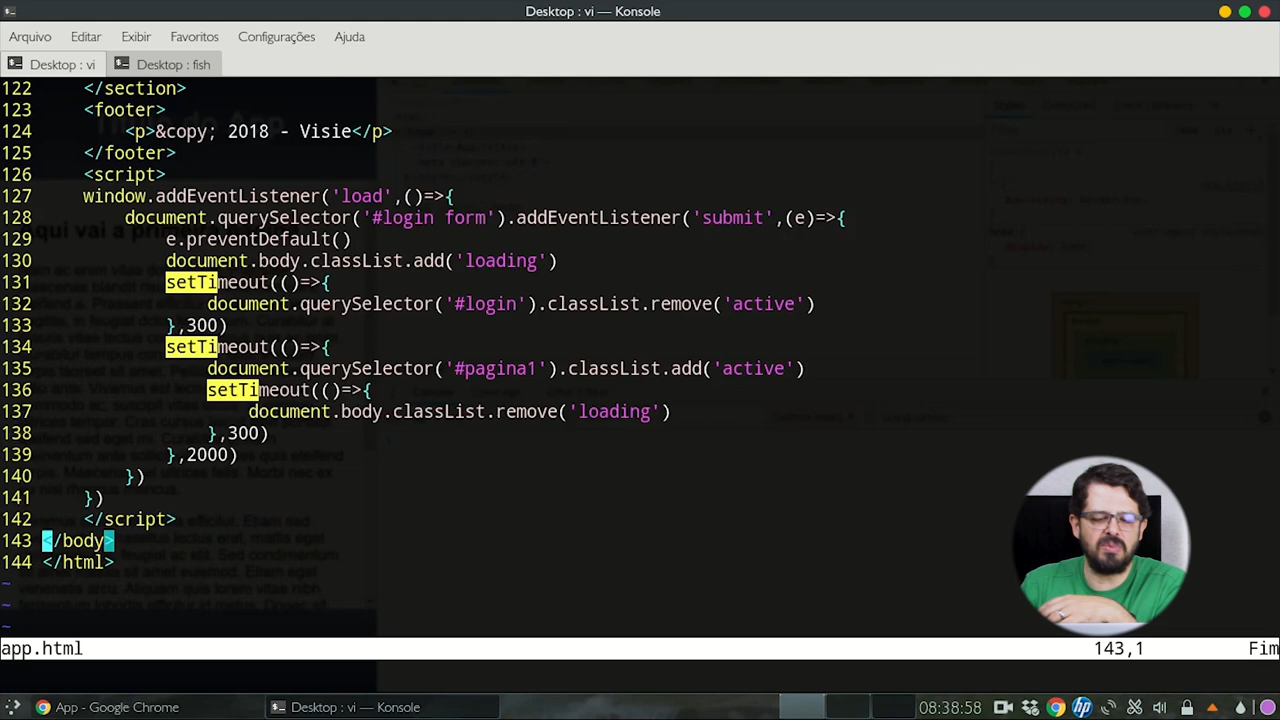 Desktop : vi — Konsole
Arquivo Editar Exibir Favoritos Configurações Ajuda
Desktop : vi Desktop : fish
122 </section>
123 <footer>
124 <p>&copy; 2018 - Visie</p>
125 </footer>
126 <script>
127 window.addEventListener('load',()=>{
128 document.querySelector('#login form').addEventListener('submit',(e)=>{
129 e.preventDefault()
130 document.body.classList.add('loading')
131 setTimeout(()=>{
132 document.querySelector('#login').classList.remove('active')
133 },300)
134 setTimeout(()=>{
135 document.querySelector('#pagina1').classList.add('active')
136 setTimeout(()=>{
137 document.body.classList.remove('loading')
138 },300)
139 },2000)
140 })
141 })
142 </script>
143 </body>
144 </html>
~
~
~
app.html 143,1 Fim
App - Google Chrome Desktop : vi — Konsole 08:38:58